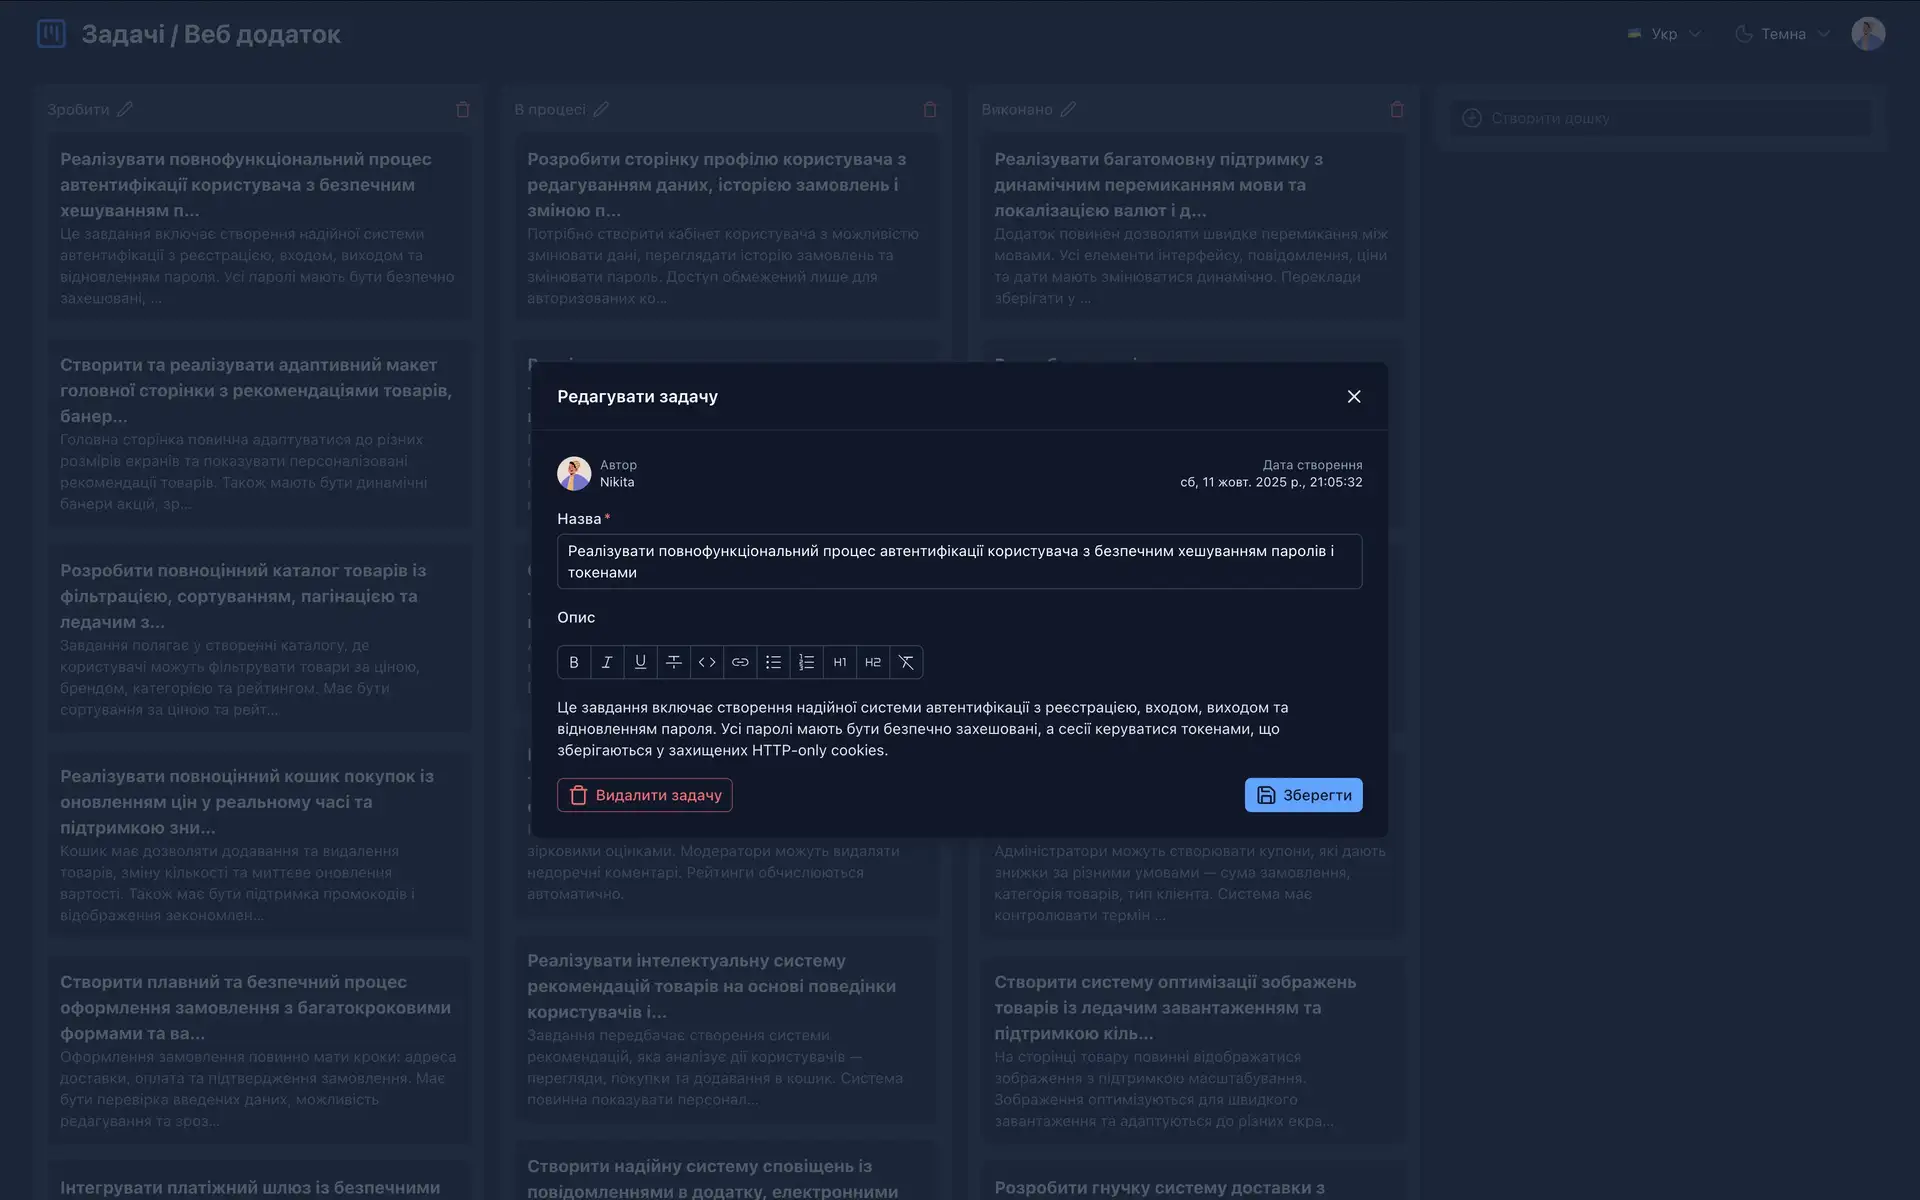 Задачі / Веб додаток
Укр
Темна
Зробити
Реалізувати повнофункціональний процес
автентифікації користувача з безпечним
хешуванням п...
Це завдання включає створення надійної системи
автентифікації з реєстрацією, входом, виходом та
відновленням пароля. Усі паролі мають бути безпечно
захешовані, ...
Створити та реалізувати адаптивний макет
головної сторінки з рекомендаціями товарів,
банер...
Головна сторінка повинна адаптуватися до різних
розмірів екранів та показувати персоналізовані
рекомендації товарів. Також мають бути динамічні
банери акцій, зр...
Розробити повноцінний каталог товарів із
фільтрацією, сортуванням, пагінацією та
ледачим з...
Завдання полягає у створенні каталогу, де
користувачі можуть фільтрувати товари за ціною,
брендом, категорією та рейтингом. Має бути
сортування за ціною та рейт...
Реалізувати повноцінний кошик покупок із
оновленням цін у реальному часі та
підтримкою зни...
Кошик має дозволяти додавання та видалення
товарів, зміну кількості та миттєве оновлення
вартості. Також має бути підтримка промокодів і
відображення зекономлен...
Створити плавний та безпечний процес
оформлення замовлення з багатокроковими
формами та ва...
Оформлення замовлення повинно мати кроки: адреса
доставки, оплата та підтвердження замовлення. Має
бути перевірка введених даних, можливість
редагування та зроз...
Інтегрувати платіжний шлюз із безпечними
В процесі
Розробити сторінку профілю користувача з
редагуванням даних, історією замовлень і
зміною п...
Потрібно створити кабінет користувача з можливістю
змінювати дані, переглядати історію замовлень та
змінювати пароль. Доступ обмежений лише для
авторизованих ко...
зірковими оцінками. Модератори можуть видаляти
недоречні коментарі. Рейтинги обчислюються
автоматично.
Реалізувати інтелектуальну систему
рекомендацій товарів на основі поведінки
користувачів і...
Завдання передбачає створення системи
рекомендацій, яка аналізує дії користувачів —
перегляди, покупки та додавання в кошик. Система
повинна показувати персонал...
Створити надійну систему сповіщень із
повідомленнями в додатку, електронними
Виконано
Реалізувати багатомовну підтримку з
динамічним перемиканням мови та
локалізацією валют і д...
Додаток повинен дозволяти швидке перемикання між
мовами. Усі елементи інтерфейсу, повідомлення, ціни
та дати мають змінюватися динамічно. Переклади
зберігати у ...
Адміністратори можуть створювати купони, які дають
знижки за різними умовами — сума замовлення,
категорія товарів, тип клієнта. Система має
контролювати термін ...
Створити систему оптимізації зображень
товарів із ледачим завантаженням та
підтримкою кіль...
На сторінці товару повинні відображатися
зображення з підтримкою масштабування.
Зображення оптимізуються для швидкого
завантаження та адаптуються до різних екра...
Розробити гнучку систему доставки з
Створити дошку
Редагувати задачу
Автор
Nikita
Дата створення
сб, 11 жовт. 2025 р., 21:05:32
Назва *
Реалізувати повнофункціональний процес автентифікації користувача з безпечним хешуванням паролів і
токенами
Опис
B I U H1 H2
Це завдання включає створення надійної системи автентифікації з реєстрацією, входом, виходом та
відновленням пароля. Усі паролі мають бути безпечно захешовані, а сесії керуватися токенами, що
зберігаються у захищених HTTP-only cookies.
Видалити задачу
Зберегти